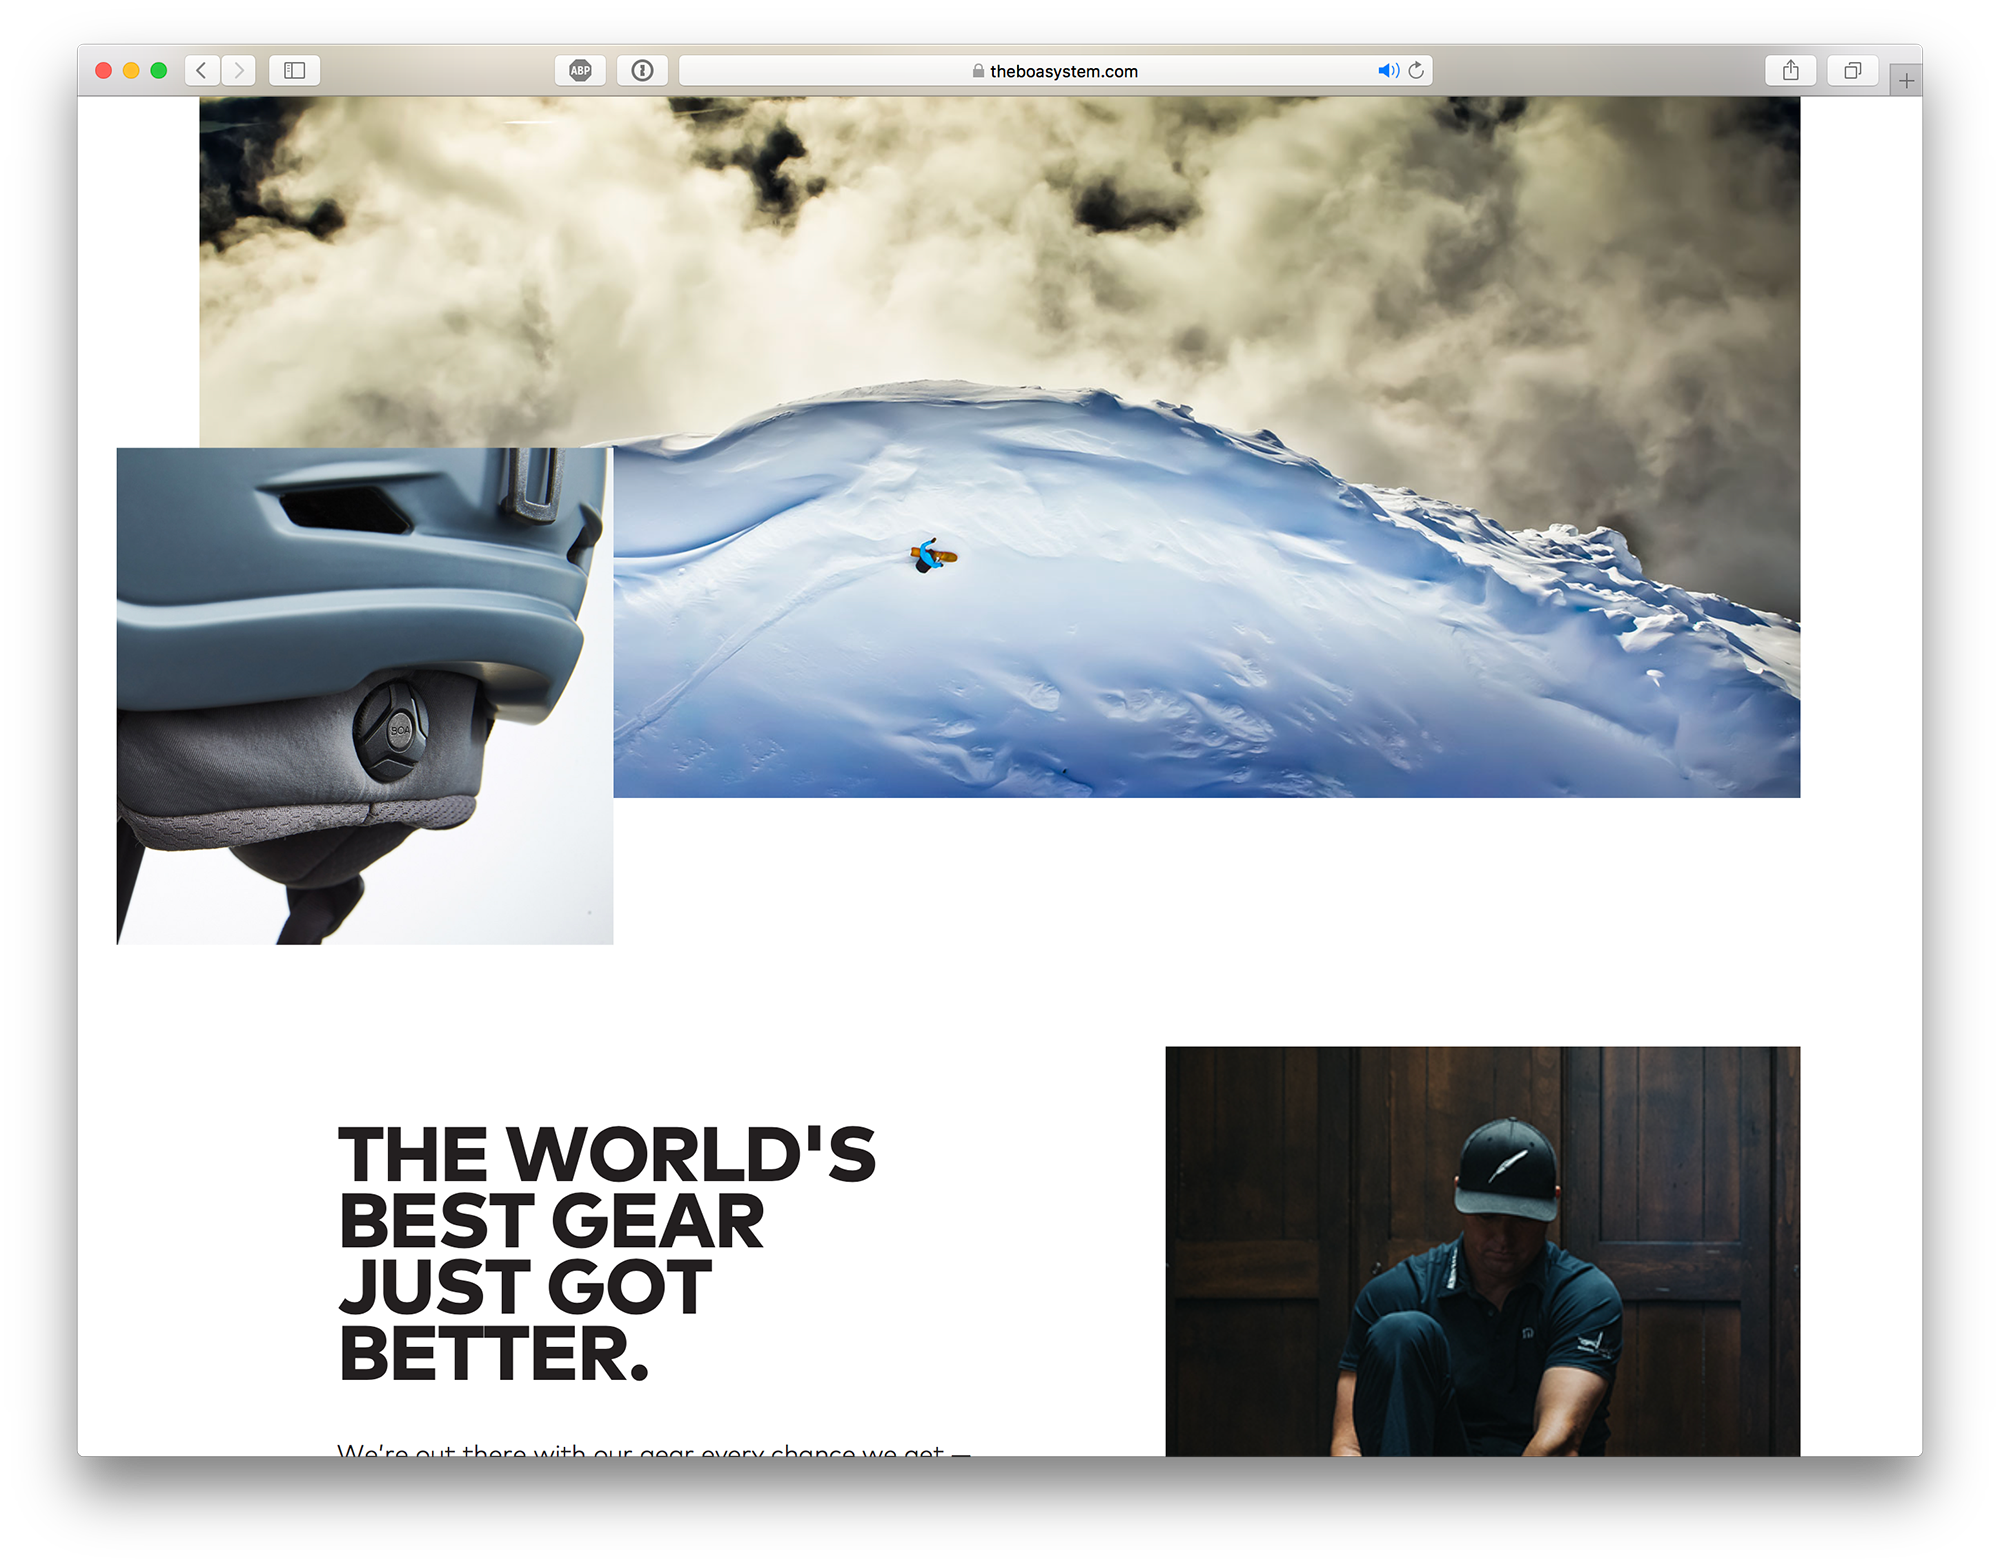 ABP
theboasystem.com
BOA
THE WORLD'S
BEST GEAR
JUST GOT
BETTER.
We're out there with our gear every chance we get —